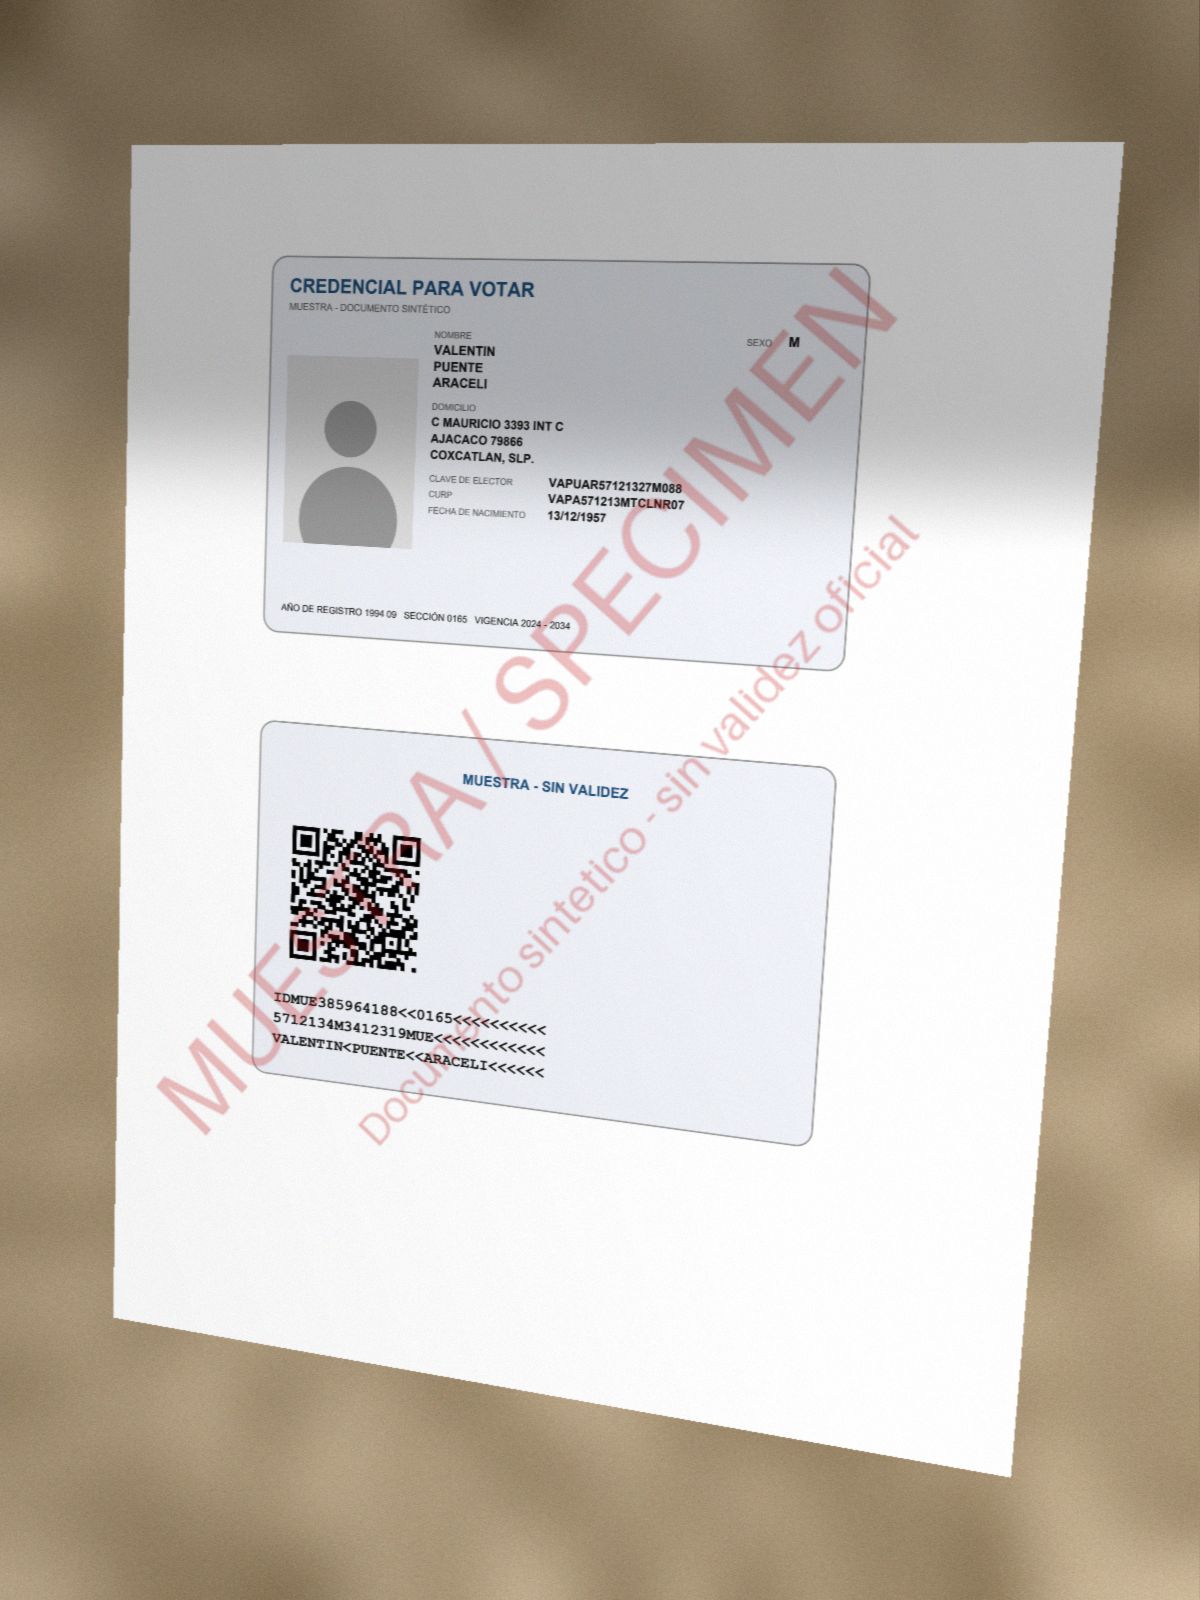 CREDENCIAL PARA VOTAR
MUESTRA - DOCUMENTO SINTÉTICO
NOMBRE
VALENTIN
PUENTE
ARACELI
SEXO M
DOMICILIO
C MAURICIO 3393 INT C
AJACACO 79866
COXCATLAN, SLP.
CLAVE DE ELECTOR VAPUAR57121327M088
CURP VAPA571213MTCLNR07
FECHA DE NACIMIENTO 13/12/1957
AÑO DE REGISTRO 1994 09 SECCIÓN 0165 VIGENCIA 2024 - 2034
MUESTRA / SPECIMEN
Documento sintetico - sin validez oficial
MUESTRA - SIN VALIDEZ
IDMUE385964188<<0165<<<<<<<<<<
5712134M3412319MUE<<<<<<<<<<<<
VALENTIN<PUENTE<<ARACELI<<<<<<